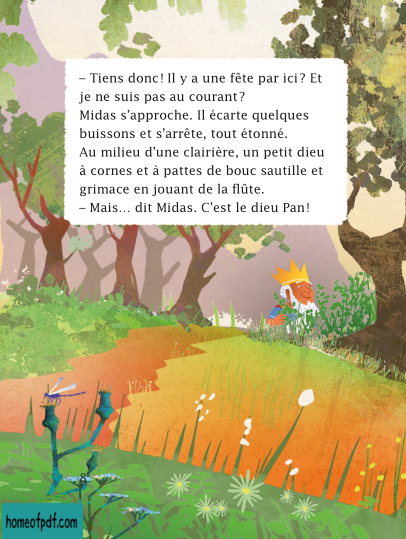 – Tiens donc ! Il y a une fête par ici ? Et
je ne suis pas au courant ?
Midas s’approche. Il écarte quelques
buissons et s’arrête, tout étonné.
Au milieu d’une clairière, un petit dieu
à cornes et à pattes de bouc sautille et
grimace en jouant de la flûte.
– Mais… dit Midas. C’est le dieu Pan !
8
homeofpdf.com